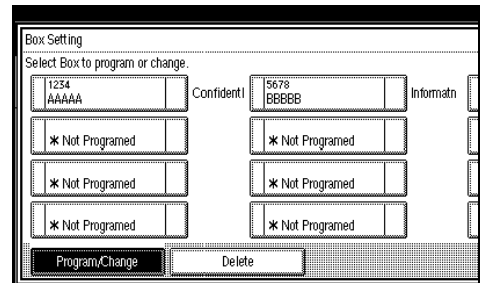 Box Setting
Select Box to program or change.
1234
AAAAA
Confidentl
5678
BBBBB
Informatn
* Not Programed
* Not Programed
* Not Programed
* Not Programed
* Not Programed
* Not Programed
Program/Change
Delete